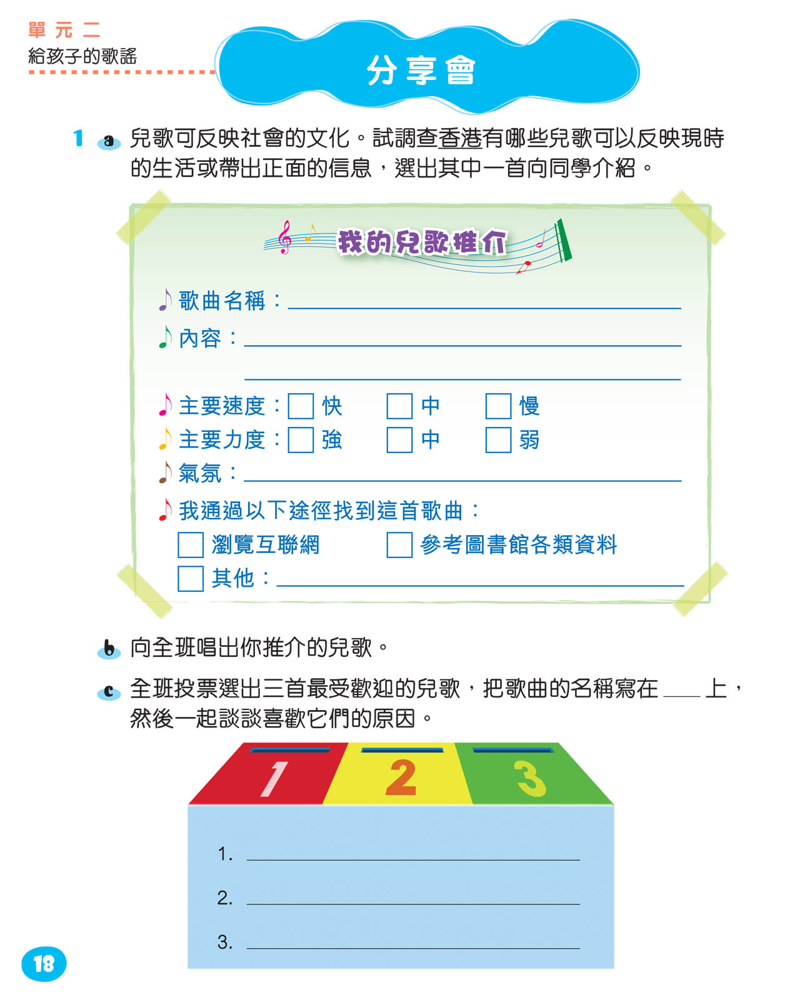 單元二
給孩子的歌謠
分享會
1 a 兒歌可反映社會的文化。試調查香港有哪些兒歌可以反映現時
的生活或帶出正面的信息，選出其中一首向同學介紹。
我的兒歌推介
歌曲名稱：
內容：
主要速度： 快 中 慢
主要力度： 強 中 弱
氣氛：
我通過以下途徑找到這首歌曲：
瀏覽互聯網 參考圖書館各類資料
其他：
b 向全班唱出你推介的兒歌。
c 全班投票選出三首最受歡迎的兒歌，把歌曲的名稱寫在 ___ 上，
然後一起談談喜歡它們的原因。
1 2 3
1.
2.
3.
18